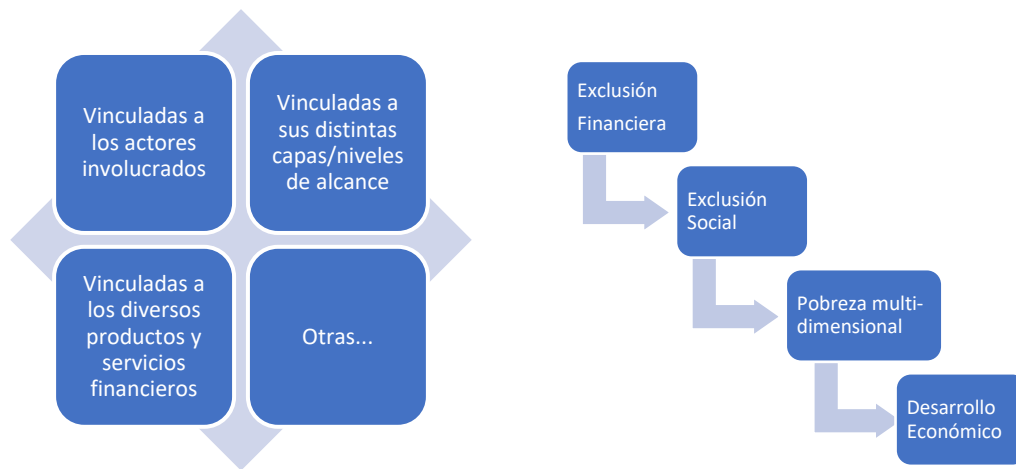 Vinculadas a
los actores
involucrados
Vinculadas a
sus distintas
capas/niveles
de alcance
Vinculadas a
los diversos
productos y
servicios
financieros
Otras...
Exclusión
Financiera
Exclusión
Social
Pobreza multi-
dimensional
Desarrollo
Económico